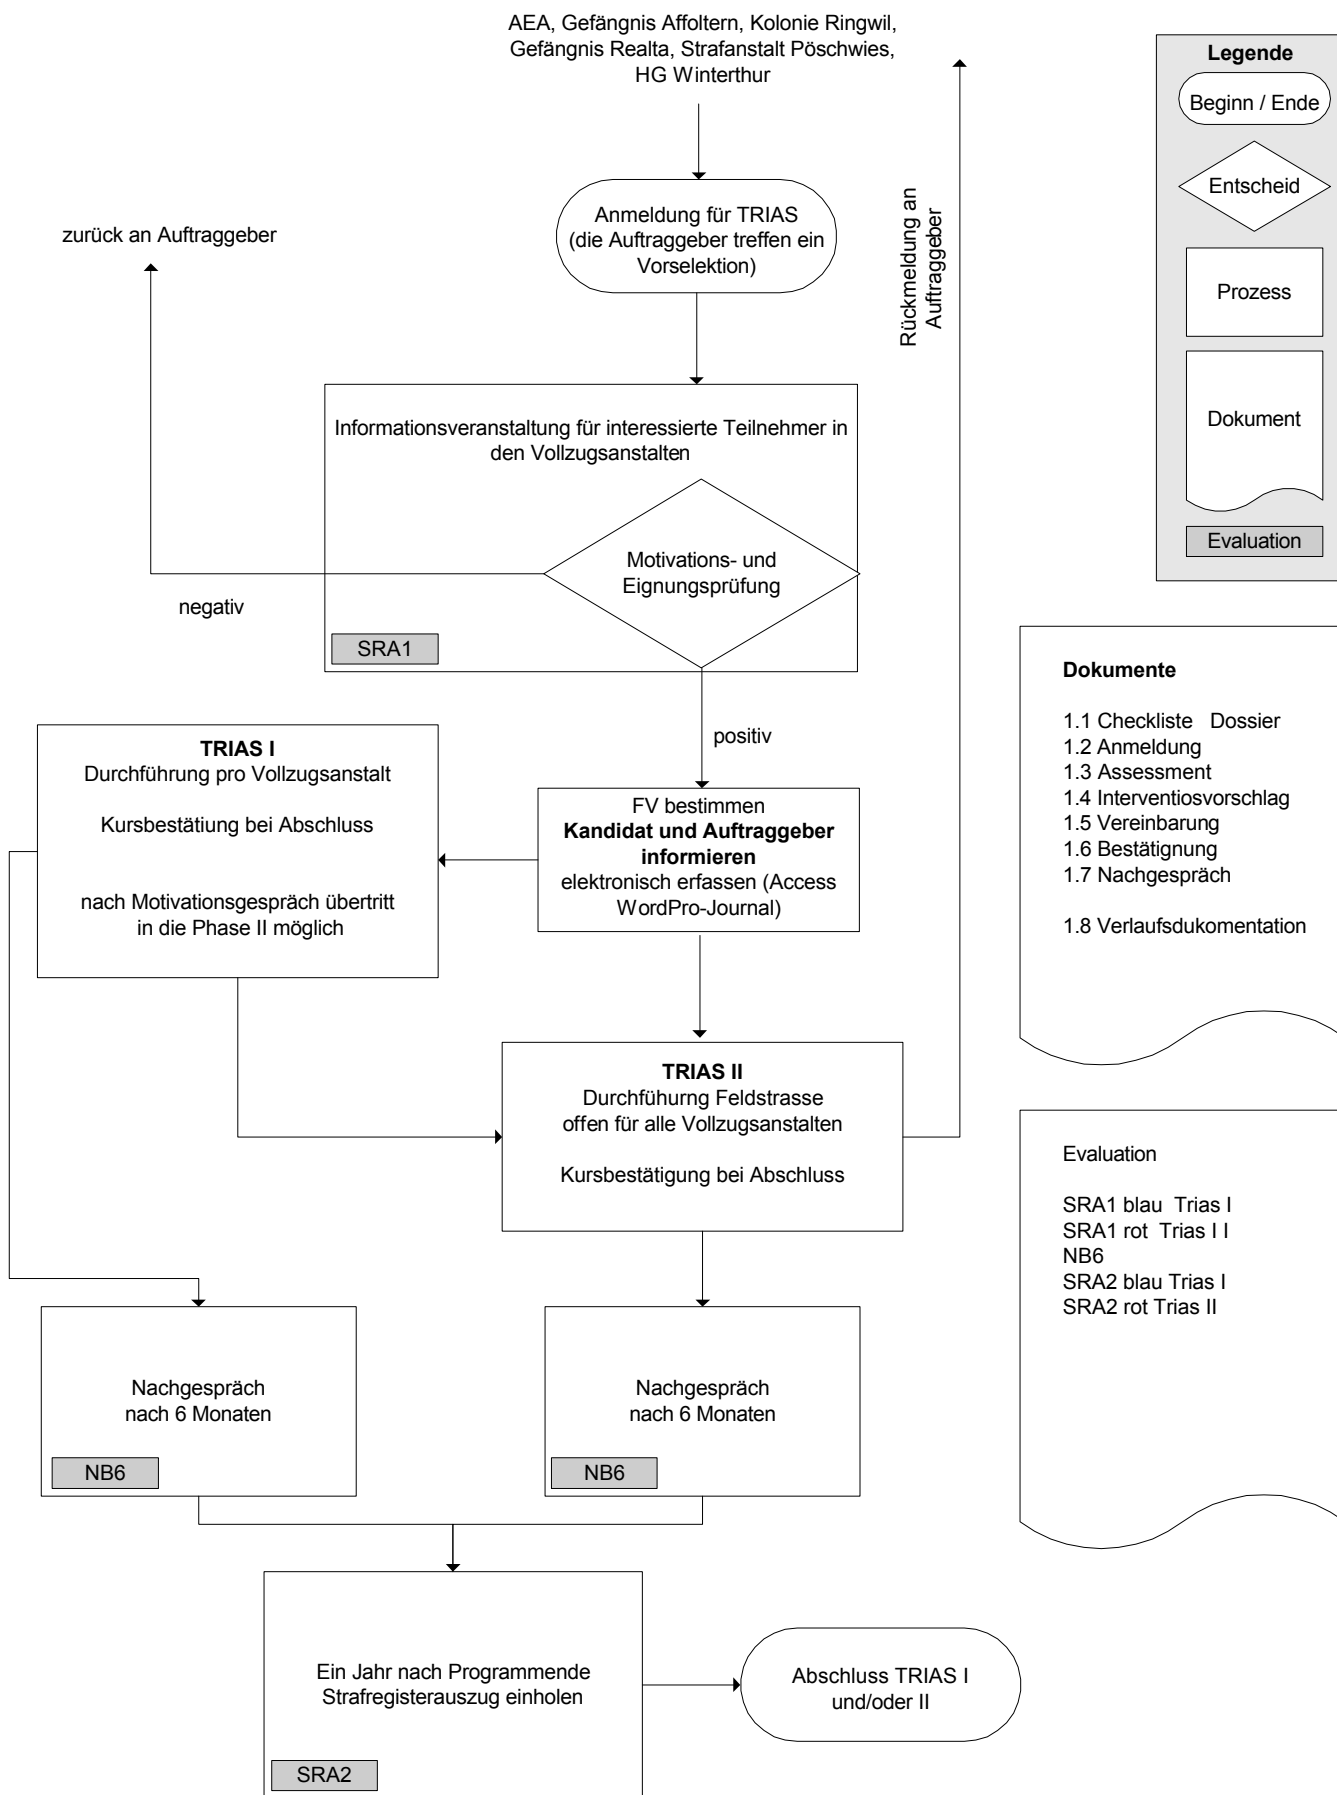 AEA, Gefängnis Affoltern, Kolonie Ringwil,
Gefängnis Realta, Strafanstalt Pöschwies,
HG Winterthur
Anmeldung für TRIAS
(die Auftraggeber treffen ein
Vorselektion)
zurück an Auftraggeber
Rückmeldung an
Auftraggeber
Informationsveranstaltung für interessierte Teilnehmer in
den Vollzugsanstalten
Motivations- und
Eignungsprüfung
negativ
SRA1
positiv
TRIAS I
Durchführung pro Vollzugsanstalt
Kursbestätiung bei Abschluss
nach Motivationsgespräch übertritt
in die Phase II möglich
FV bestimmen
Kandidat und Auftraggeber
informieren
elektronisch erfassen (Access
WordPro-Journal)
TRIAS II
Durchfühurng Feldstrasse
offen für alle Vollzugsanstalten
Kursbestätigung bei Abschluss
Nachgespräch
nach 6 Monaten
NB6
Nachgespräch
nach 6 Monaten
NB6
Ein Jahr nach Programmende
Strafregisterauszug einholen
SRA2
Abschluss TRIAS I
und/oder II
Legende
Beginn / Ende
Entscheid
Prozess
Dokument
Evaluation
Dokumente
1.1 Checkliste Dossier
1.2 Anmeldung
1.3 Assessment
1.4 Interventiosvorschlag
1.5 Vereinbarung
1.6 Bestätignung
1.7 Nachgespräch
1.8 Verlaufsdukomentation
Evaluation
SRA1 blau Trias I
SRA1 rot Trias I I
NB6
SRA2 blau Trias I
SRA2 rot Trias II